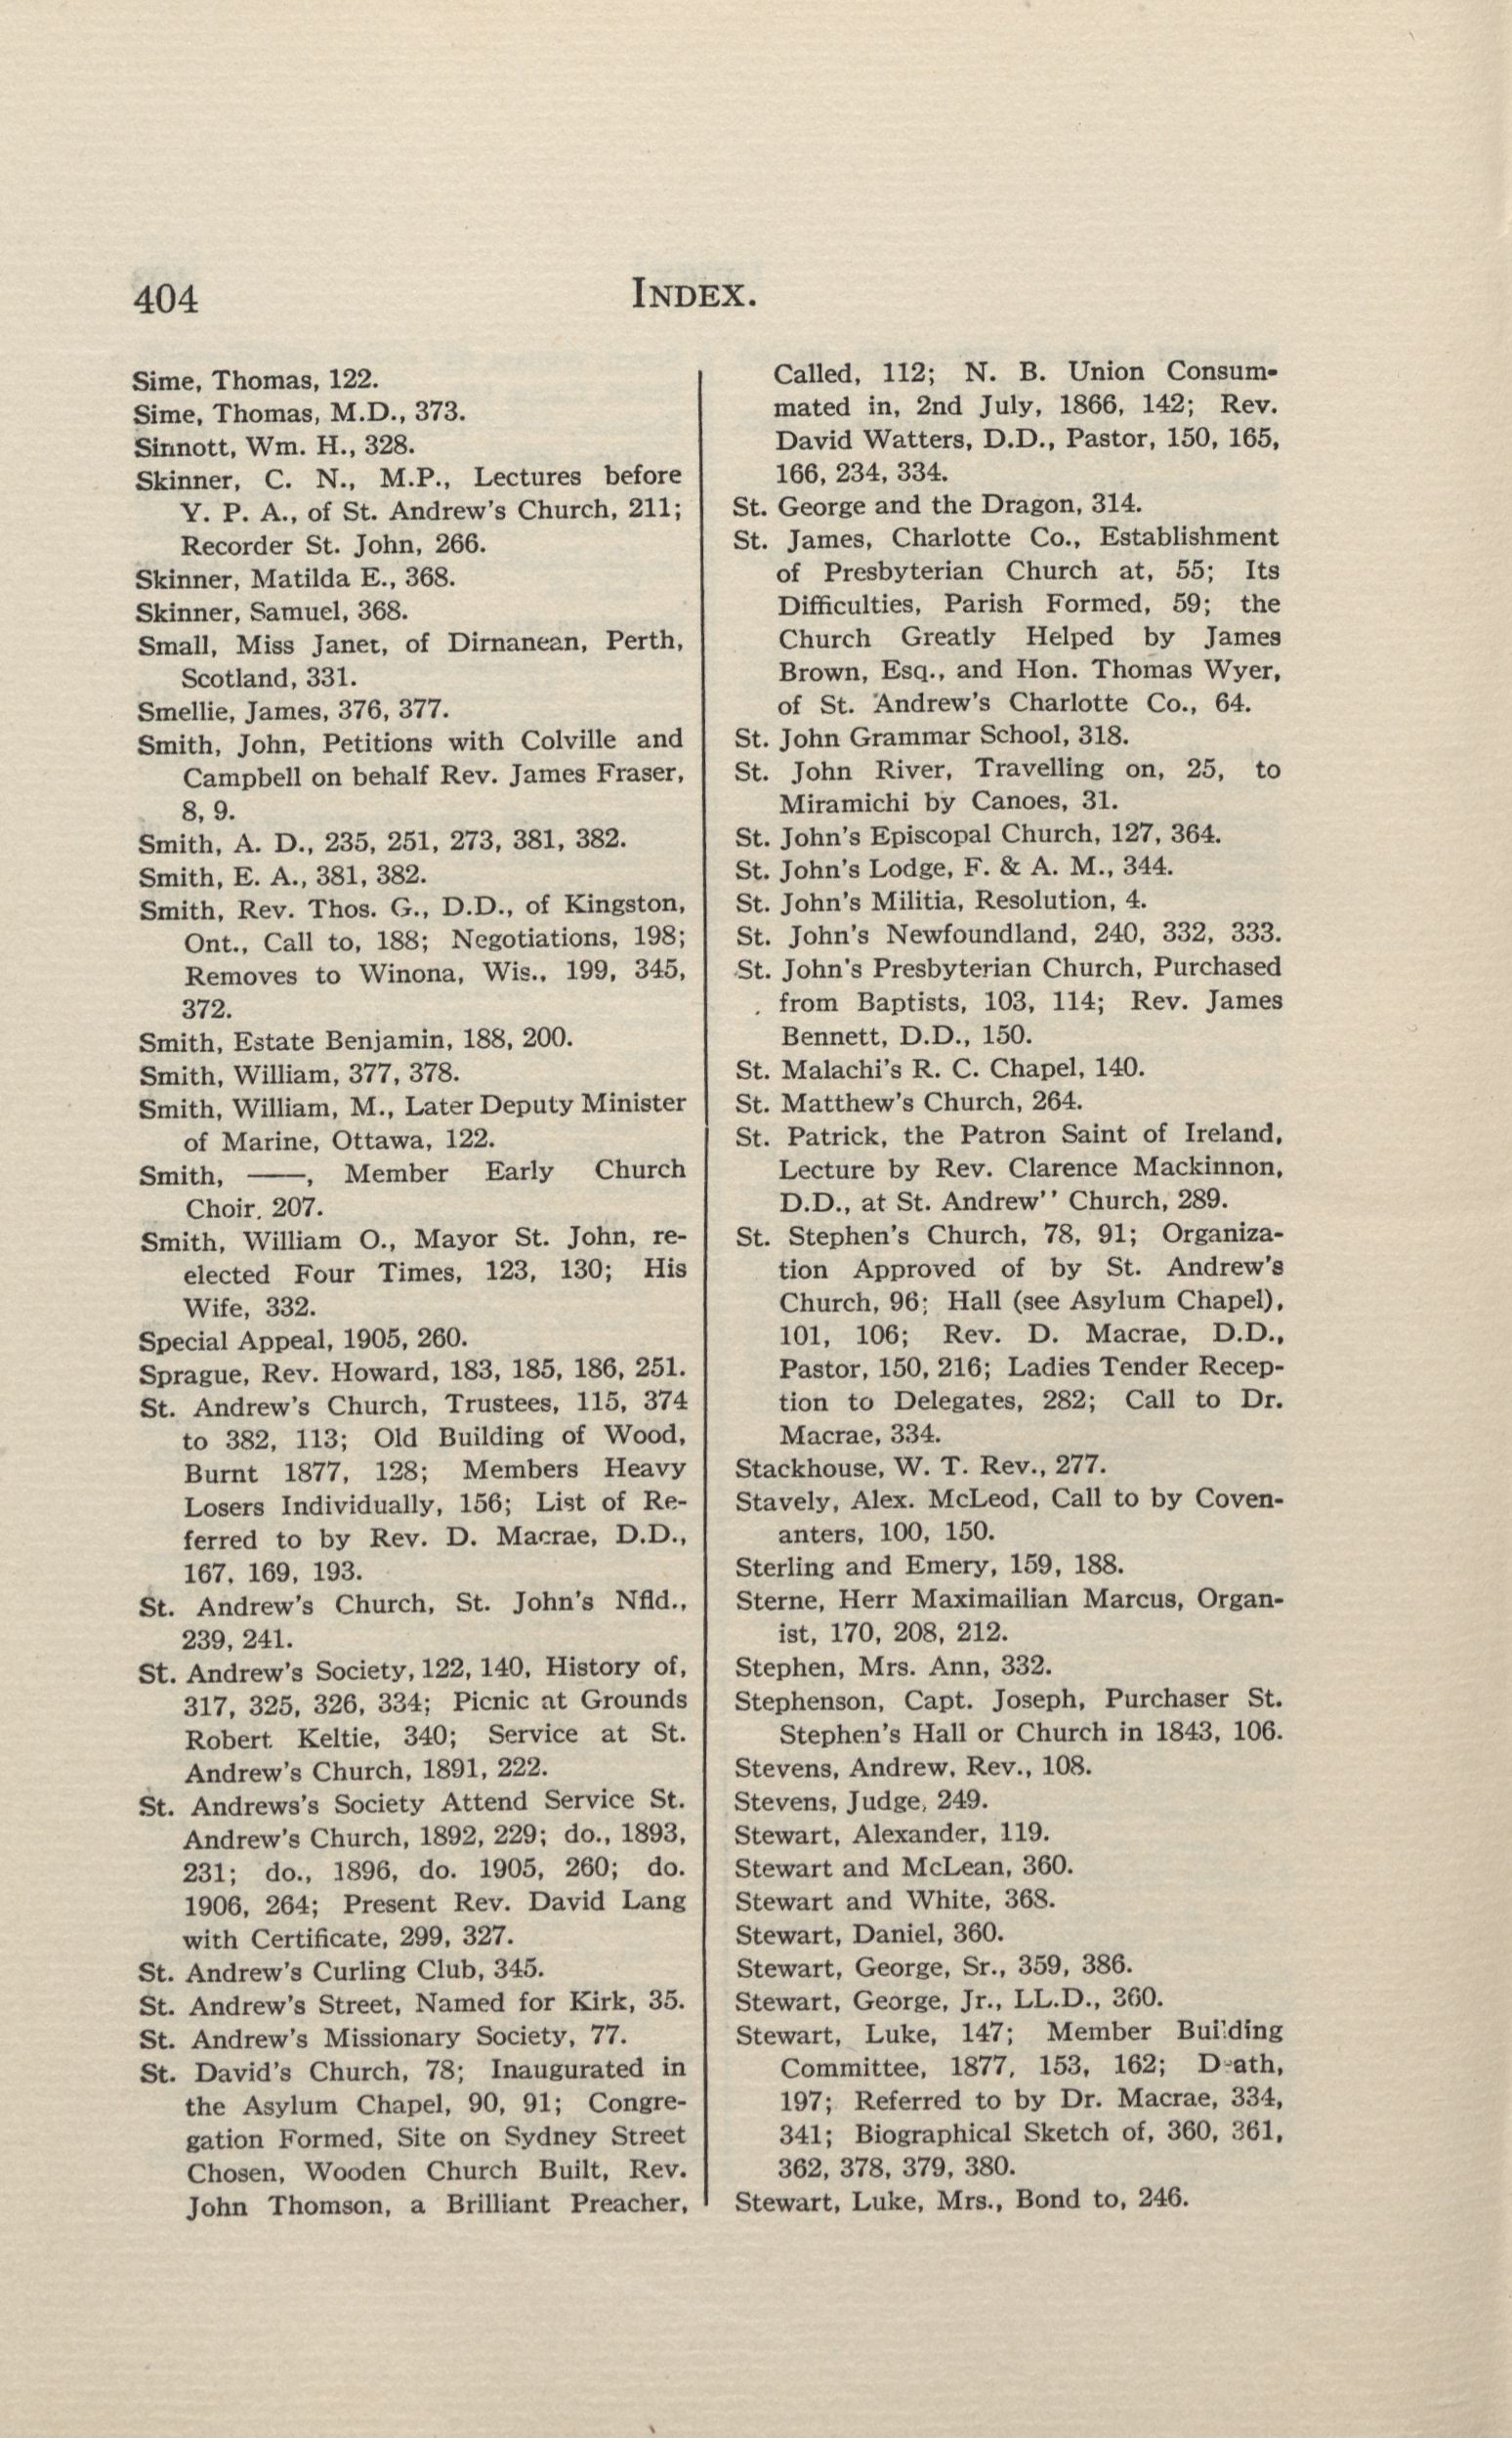 404
INDEX.
Sime, Thomas, 122.
Sime, Thomas, M.D., 373.
Sinnott, Wm. H., 328.
Skinner, C. N., M.P., Lectures before
Y. P. A., of St. Andrew's Church, 211;
Recorder St. John, 266.
Skinner, Matilda E., 368.
Skinner, Samuel, 368.
Small, Miss Janet, of Dirnanean, Perth,
Scotland, 331.
Smellie, James, 376, 377.
Smith, John, Petitions with Colville and
Campbell on behalf Rev. James Fraser,
8, 9.
Smith, A. D., 235, 251, 273, 381, 382.
Smith, E. A., 381, 382.
Smith, Rev. Thos. G., D.D., of Kingston,
Ont., Call to, 188; Negotiations, 198;
Removes to Winona, Wis., 199, 345,
372.
Smith, Estate Benjamin, 188, 200.
Smith, William, 377, 378.
Smith, William, M., Later Deputy Minister
of Marine, Ottawa, 122.
Smith, ——, Member Early Church
Choir, 207.
Smith, William O., Mayor St. John, re-
elected Four Times, 123, 130; His
Wife, 332.
Special Appeal, 1905, 260.
Sprague, Rev. Howard, 183, 185, 186, 251.
St. Andrew's Church, Trustees, 115, 374
to 382, 113; Old Building of Wood,
Burnt 1877, 128; Members Heavy
Losers Individually, 156; List of Re-
ferred to by Rev. D. Macrae, D.D.,
167, 169, 193.
St. Andrew's Church, St. John's Nfld.,
239, 241.
St. Andrew's Society, 122, 140, History of,
317, 325, 326, 334; Picnic at Grounds
Robert Keltie, 340; Service at St.
Andrew's Church, 1891, 222.
St. Andrews's Society Attend Service St.
Andrew's Church, 1892, 229; do., 1893,
231; do., 1896, do. 1905, 260; do.
1906, 264; Present Rev. David Lang
with Certificate, 299, 327.
St. Andrew's Curling Club, 345.
St. Andrew's Street, Named for Kirk, 35.
St. Andrew's Missionary Society, 77.
St. David's Church, 78; Inaugurated in
the Asylum Chapel, 90, 91; Congre-
gation Formed, Site on Sydney Street
Chosen, Wooden Church Built, Rev.
John Thomson, a Brilliant Preacher,
Called, 112; N. B. Union Consum-
mated in, 2nd July, 1866, 142; Rev.
David Watters, D.D., Pastor, 150, 165,
166, 234, 334.
St. George and the Dragon, 314.
St. James, Charlotte Co., Establishment
of Presbyterian Church at, 55; Its
Difficulties, Parish Formed, 59; the
Church Greatly Helped by James
Brown, Esq., and Hon. Thomas Wyer,
of St. Andrew's Charlotte Co., 64.
St. John Grammar School, 318.
St. John River, Travelling on, 25, to
Miramichi by Canoes, 31.
St. John's Episcopal Church, 127, 364.
St. John's Lodge, F. & A. M., 344.
St. John's Militia, Resolution, 4.
St. John's Newfoundland, 240, 332, 333.
St. John's Presbyterian Church, Purchased
from Baptists, 103, 114; Rev. James
Bennett, D.D., 150.
St. Malachi's R. C. Chapel, 140.
St. Matthew's Church, 264.
St. Patrick, the Patron Saint of Ireland,
Lecture by Rev. Clarence Mackinnon,
D.D., at St. Andrew'' Church, 289.
St. Stephen's Church, 78, 91; Organiza-
tion Approved of by St. Andrew's
Church, 96; Hall (see Asylum Chapel),
101, 106; Rev. D. Macrae, D.D.,
Pastor, 150, 216; Ladies Tender Recep-
tion to Delegates, 282; Call to Dr.
Macrae, 334.
Stackhouse, W. T. Rev., 277.
Stavely, Alex. McLeod, Call to by Coven-
anters, 100, 150.
Sterling and Emery, 159, 188.
Sterne, Herr Maximailian Marcus, Organ-
ist, 170, 208, 212.
Stephen, Mrs. Ann, 332.
Stephenson, Capt. Joseph, Purchaser St.
Stephen's Hall or Church in 1843, 106.
Stevens, Andrew, Rev., 108.
Stevens, Judge, 249.
Stewart, Alexander, 119.
Stewart and McLean, 360.
Stewart and White, 368.
Stewart, Daniel, 360.
Stewart, George, Sr., 359, 386.
Stewart, George, Jr., LL.D., 360.
Stewart, Luke, 147; Member Building
Committee, 1877, 153, 162; Death,
197; Referred to by Dr. Macrae, 334,
341; Biographical Sketch of, 360, 361,
362, 378, 379, 380.
Stewart, Luke, Mrs., Bond to, 246.